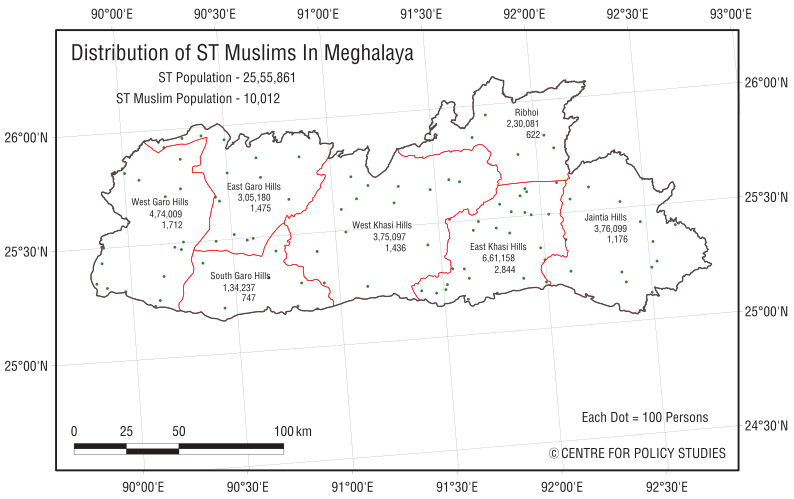 90°00'E 90°30'E 91°00'E 91°30'E 92°00'E 92°30'E 93°00'E
Distribution of ST Muslims In Meghalaya
ST Population - 25,55,861
ST Muslim Population - 10,012
26°00'N
26°00'N
Ribhoi
2,30,081
622
East Garo Hills
3,05,180
1,475
West Garo Hills
4,74,009
1,712
25°30'N
West Khasi Hills
3,75,097
1,436
Jaintia Hills
3,76,099
1,176
25°30'N
East Khasi Hills
6,61,158
2,844
South Garo Hills
1,34,237
747
25°00'N
25°00'N
0 25 50 100 km
Each Dot = 100 Persons
24°30'N
© CENTRE FOR POLICY STUDIES
90°00'E 90°30'E 91°00'E 91°30'E 92°00'E 92°30'E